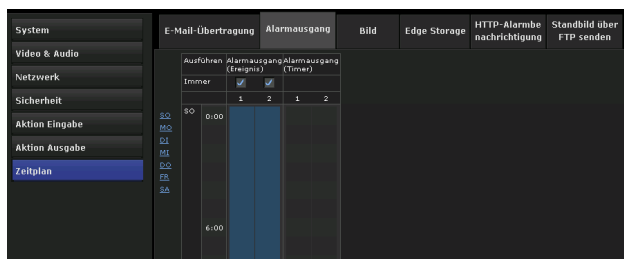 System
Video & Audio
Netzwerk
Sicherheit
Aktion Eingabe
Aktion Ausgabe
Zeitplan
E-Mail-Übertragung
Alarmausgang
Bild
Edge Storage
HTTP-Alarmbe
nachrichtigung
Standbild über
FTP senden
Ausführen
Alarmausgang
(Ereignis)
Alarmausgang
(Timer)
Immer
1 2 1 2
SO
MO
DI
MI
DO
FR
SA
SO
0:00
6:00